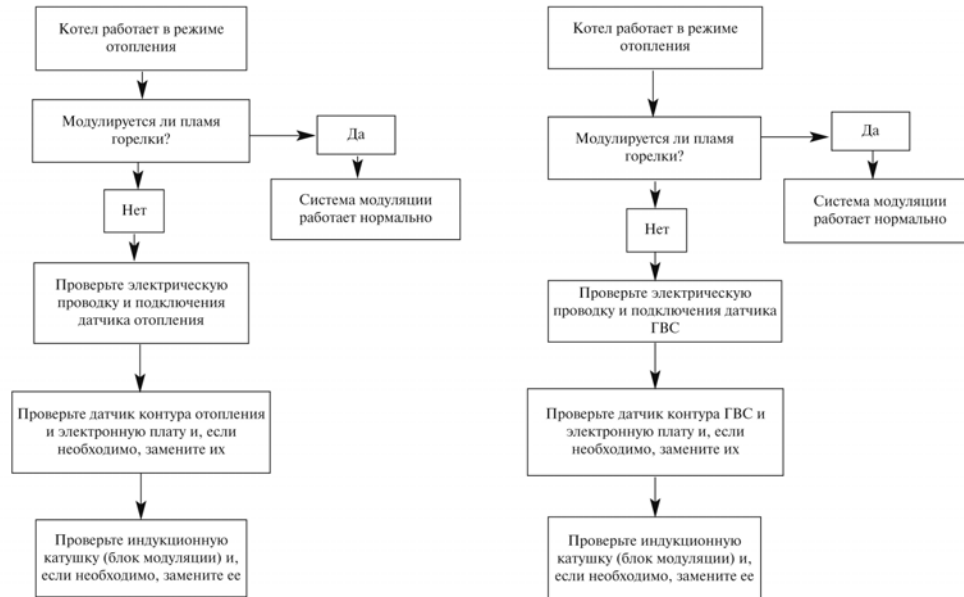 Котел работает в режиме
отопления
Модулируется ли пламя
горелки?
Да
Нет
Система модуляции
работает нормально
Проверьте электрическую
проводку и подключения
датчика отопления
Проверьте датчик контура отопления
и электронную плату и, если
необходимо, замените их
Проверьте индукционную
катушку (блок модуляции) и,
если необходимо, замените ее
Котел работает в режиме
отопления
Модулируется ли пламя
горелки?
Да
Нет
Система модуляции
работает нормально
Проверьте электрическую
проводку и подключения датчика
ГВС
Проверьте датчик контура ГВС и
электронную плату и, если
необходимо, замените их
Проверьте индукционную
катушку (блок модуляции) и,
если необходимо, замените ее